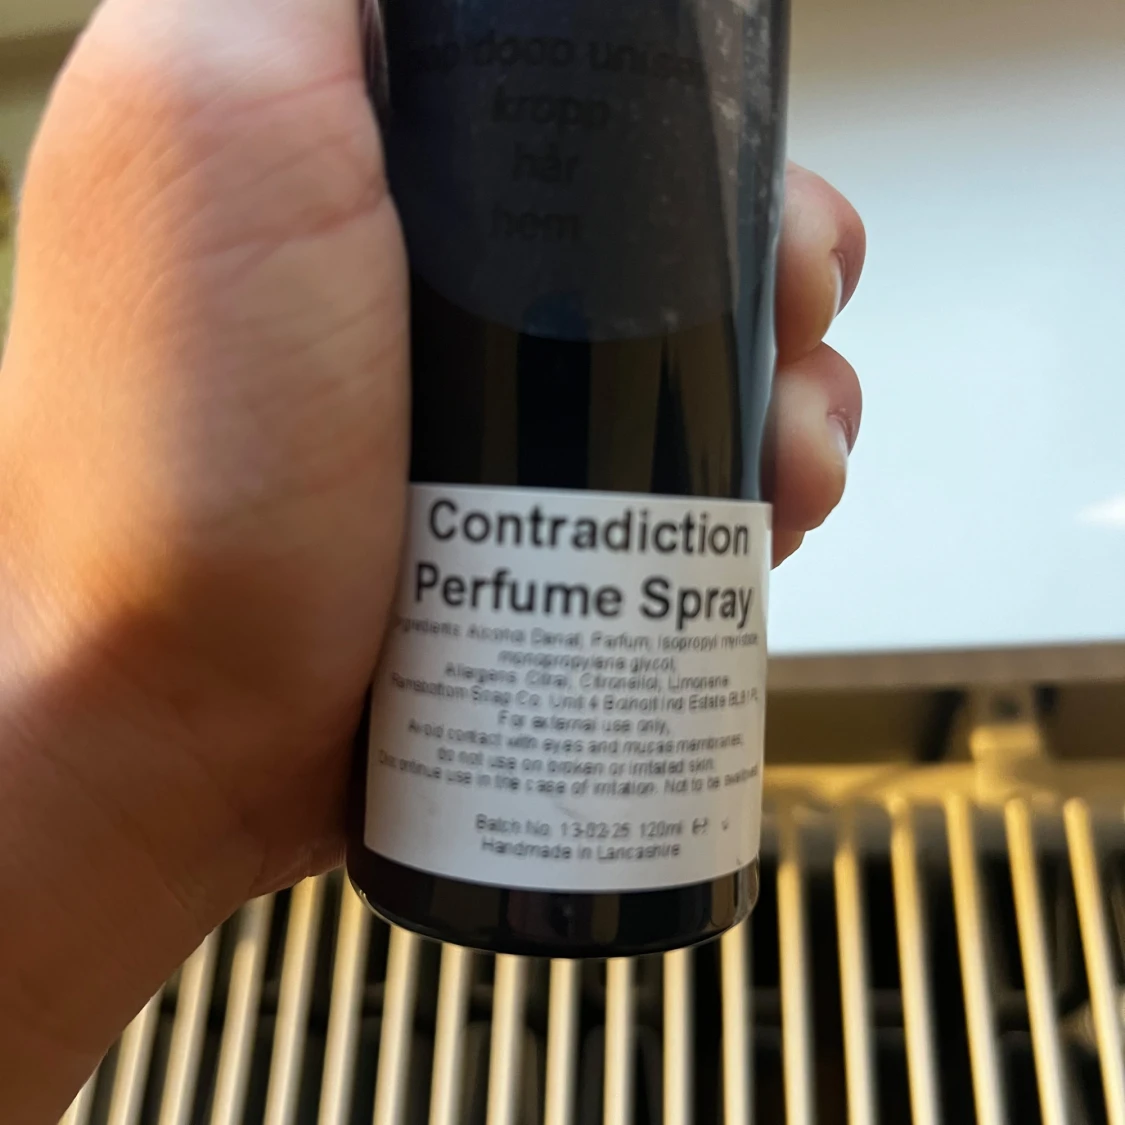 kropp
hår
hem
Contradiction
Perfume Spray
Ingredients: Alcohol Denat, Parfum, Isopropyl myristate,
monopropylene glycol,
Allergens: Citral, Citronellol, Limonene
Ramsbottom Soap Co. Unit 4 Ind Estate
For external use only,
Avoid contact with eyes and mucas membranes,
do not use on broken or irritated skin.
Discontinue use in the case of irritation. Not to be swallowed
Batch No. 13-02-25 120ml
Handmade in Lancashire